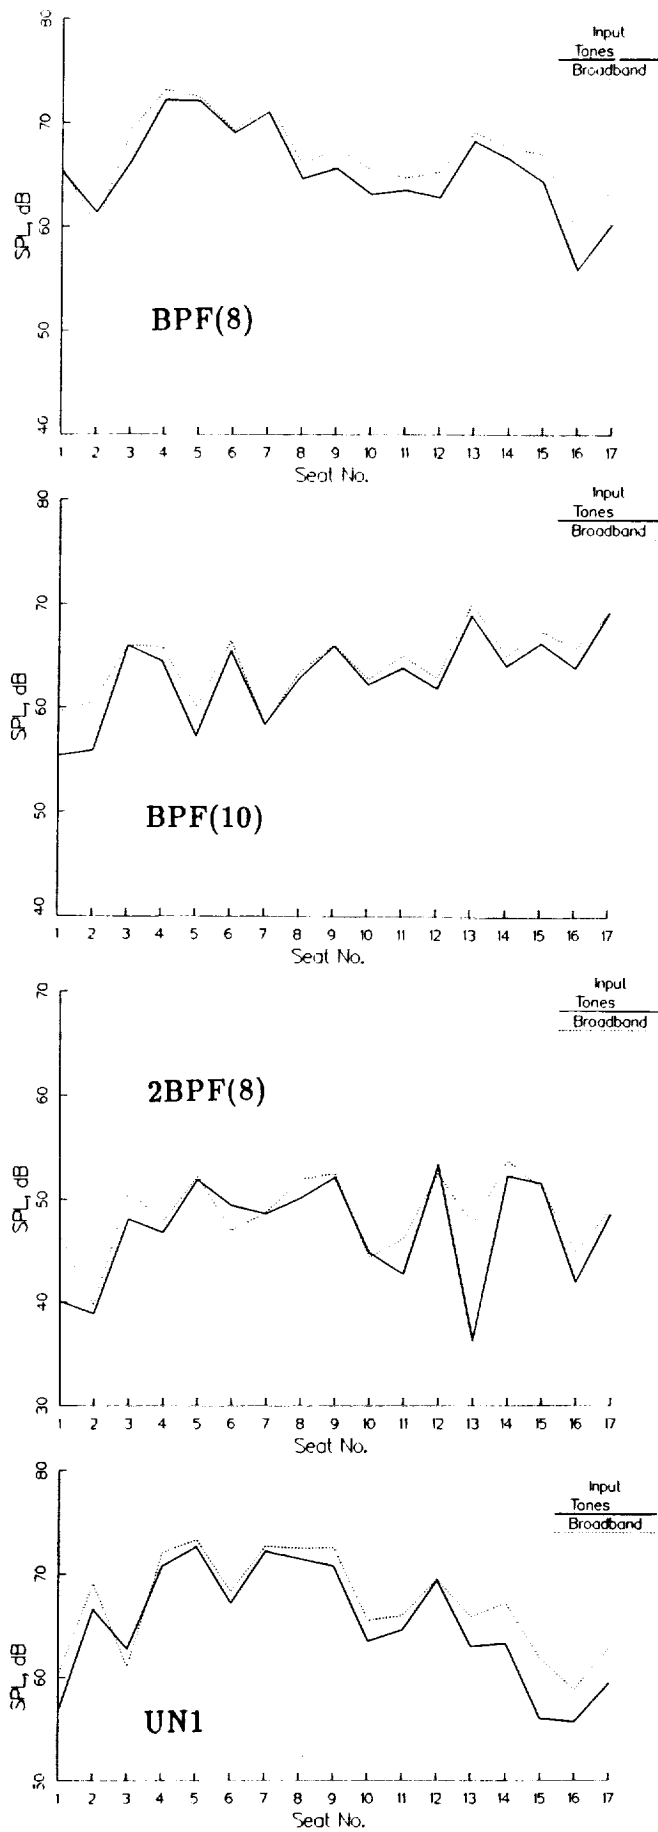 80
70
60
50
40
SPL, dB
Input
Tones
Broadband
BPF(8)
1 2 3 4 5 6 7 8 9 10 11 12 13 14 15 16 17
Seat No.
80
70
60
50
40
SPL, dB
Input
Tones
Broadband
BPF(10)
1 2 3 4 5 6 7 8 9 10 11 12 13 14 15 16 17
Seat No.
70
60
50
40
30
SPL, dB
Input
Tones
Broadband
2BPF(8)
1 2 3 4 5 6 7 8 9 10 11 12 13 14 15 16 17
Seat No.
80
70
60
50
SPL, dB
Input
Tones
Broadband
UN1
1 2 3 4 5 6 7 8 9 10 11 12 13 14 15 16 17
Seat No.